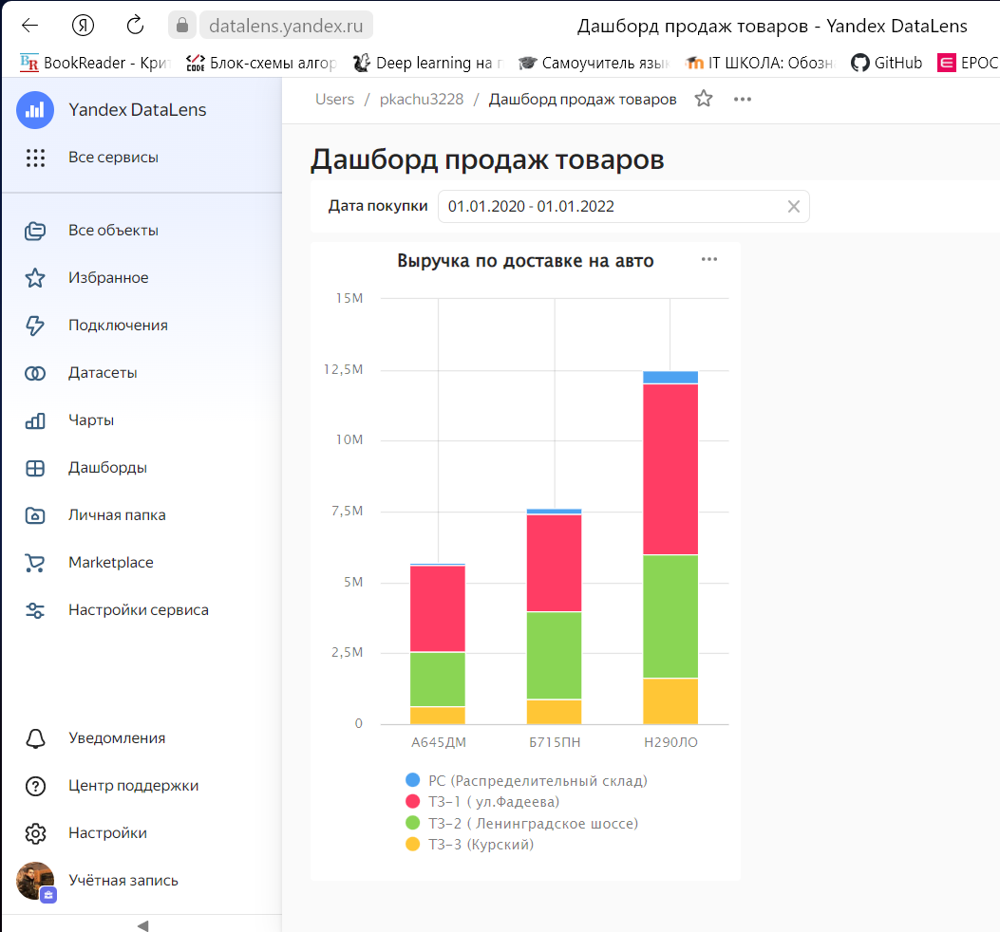 datalens.yandex.ru
Дашборд продаж товаров - Yandex DataLens
BookReader - Крит
Блок-схемы алгор
Deep learning на п
Самоучитель язык
IT ШКОЛА: Обозна
GitHub
EPOC
Yandex DataLens
Все сервисы
Все объекты
Избранное
Подключения
Датасеты
Чарты
Дашборды
Личная папка
Marketplace
Настройки сервиса
Уведомления
Центр поддержки
Настройки
Учётная запись
Users / pkachu3228 / Дашборд продаж товаров
Дашборд продаж товаров
Дата покупки 01.01.2020 - 01.01.2022
Выручка по доставке на авто
15M
12,5M
10M
7,5M
5M
2,5M
0
А645ДМ Б715ПН Н290ЛО
РС (Распределительный склад)
ТЗ-1 ( ул.Фадеева)
ТЗ-2 ( Ленинградское шоссе)
ТЗ-3 (Курский)